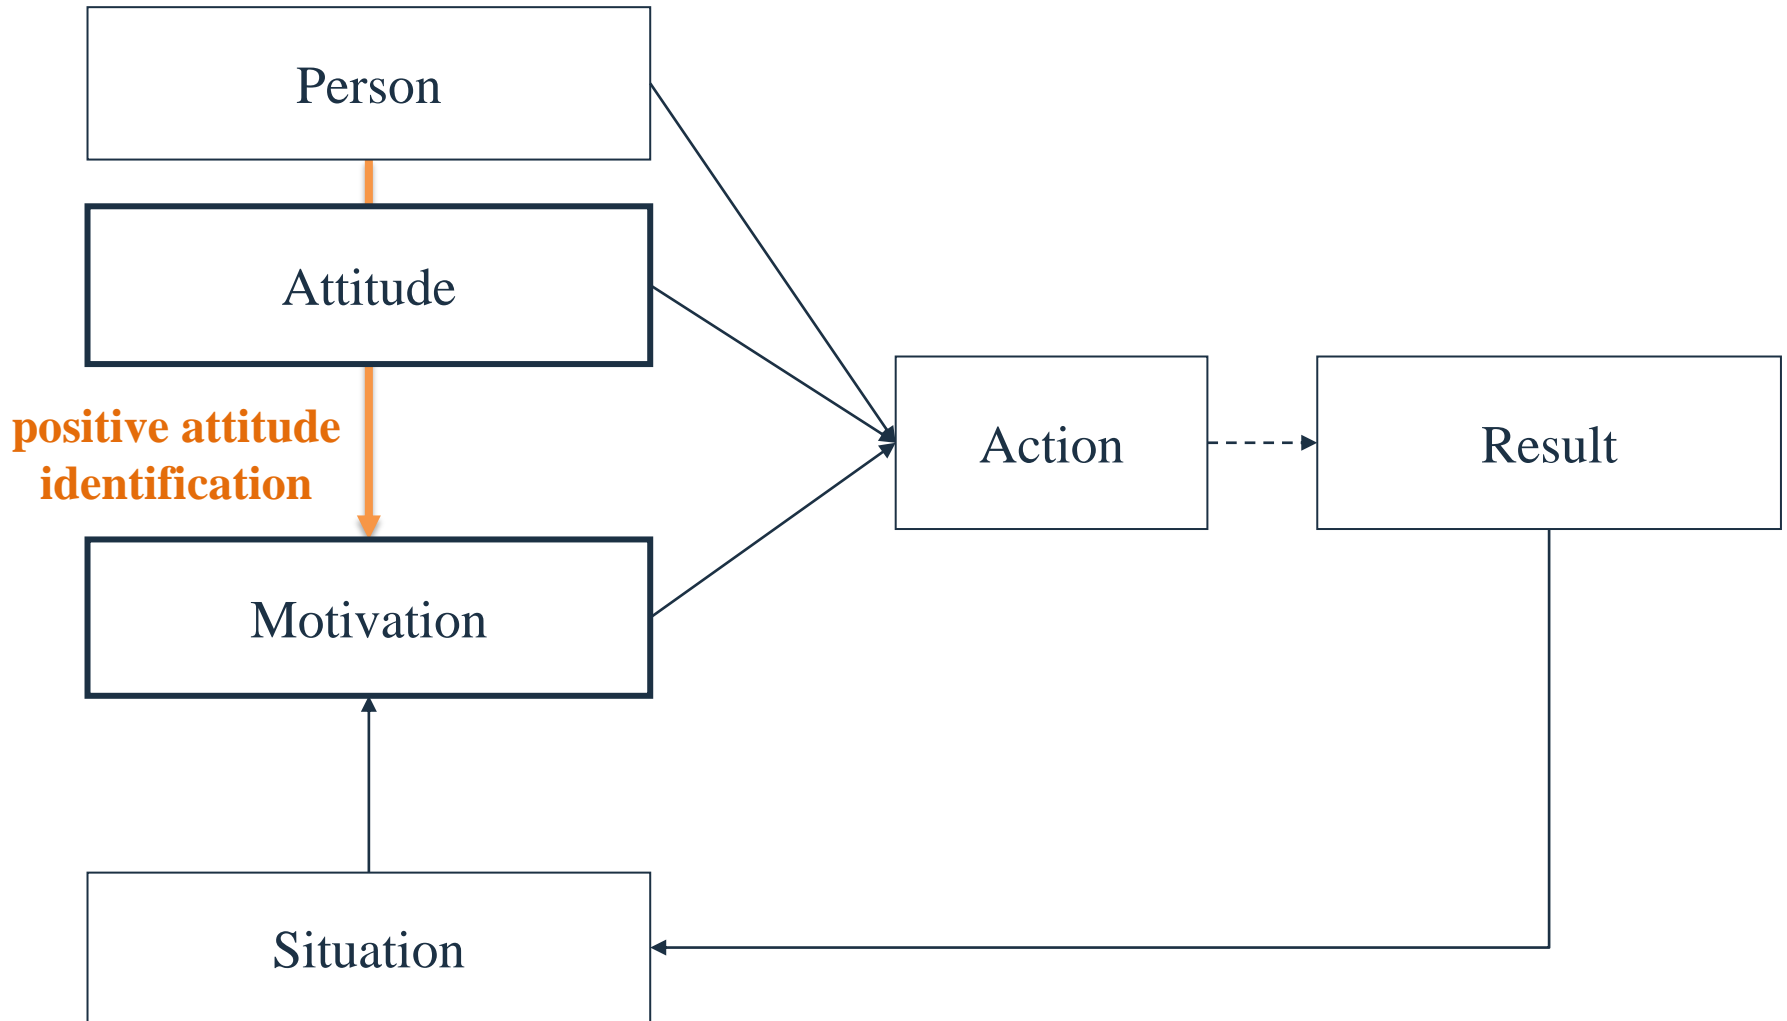 Person
Attitude
positive attitude
identification
Action
Result
Motivation
Situation